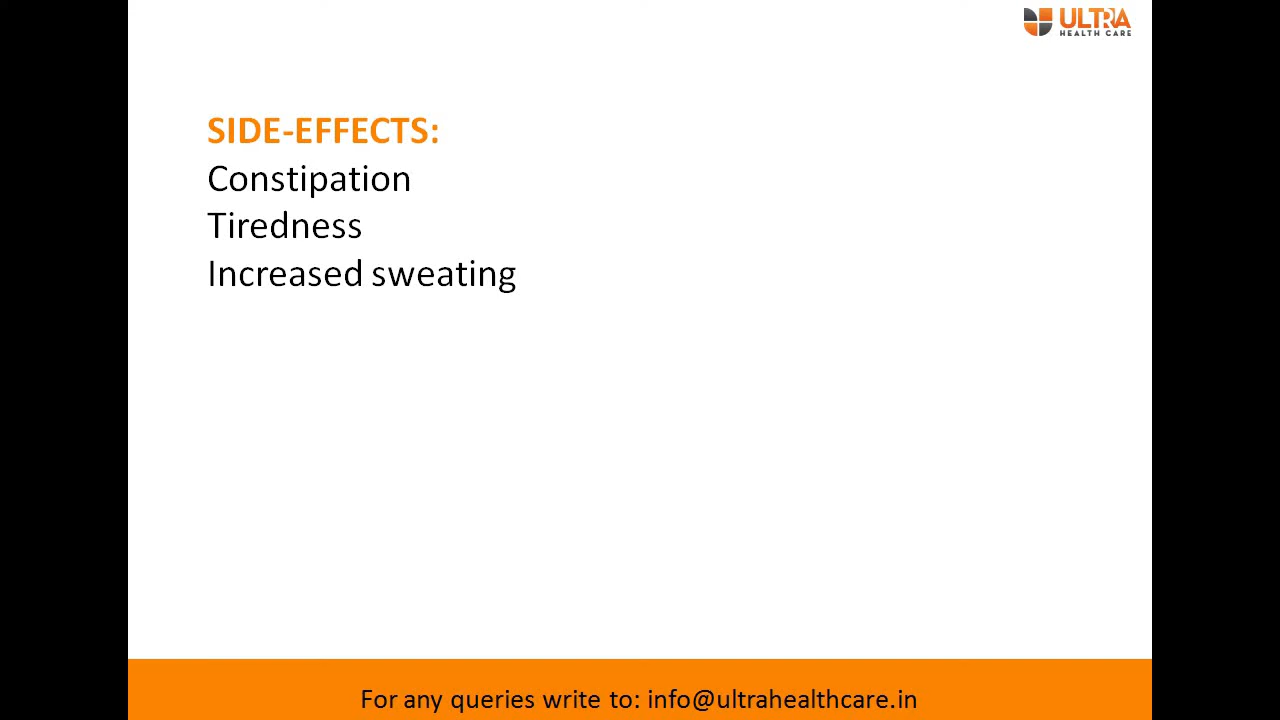 ULTRA
HEALTH CARE
SIDE-EFFECTS:
Constipation
Tiredness
Increased sweating
For any queries write to: info@ultrahealthcare.in